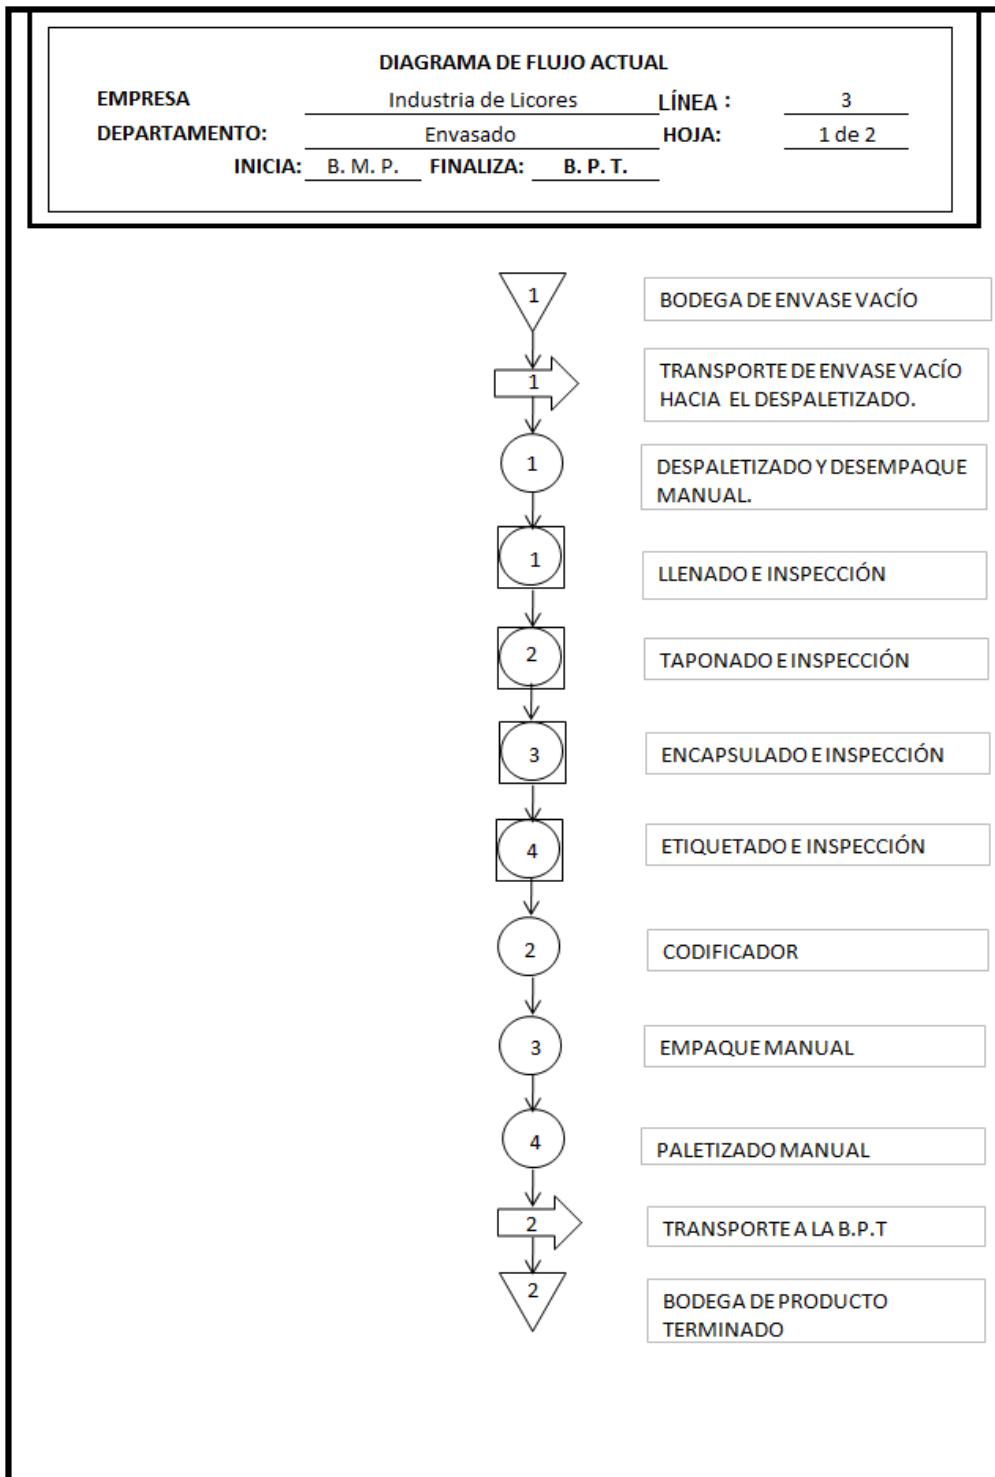 DIAGRAMA DE FLUJO ACTUAL
EMPRESA Industria de Licores LÍNEA : 3
DEPARTAMENTO: Envasado HOJA: 1 de 2
INICIA: B. M. P. FINALIZA: B. P. T.
1 BODEGA DE ENVASE VACÍO
1 TRANSPORTE DE ENVASE VACÍO
HACIA EL DESPALETIZADO.
1 DESPALETIZADO Y DESEMPAQUE
MANUAL.
1 LLENADO E INSPECCIÓN
2 TAPONADO E INSPECCIÓN
3 ENCAPSULADO E INSPECCIÓN
4 ETIQUETADO E INSPECCIÓN
2 CODIFICADOR
3 EMPAQUE MANUAL
4 PALETIZADO MANUAL
2 TRANSPORTE A LA B.P.T
2 BODEGA DE PRODUCTO
TERMINADO